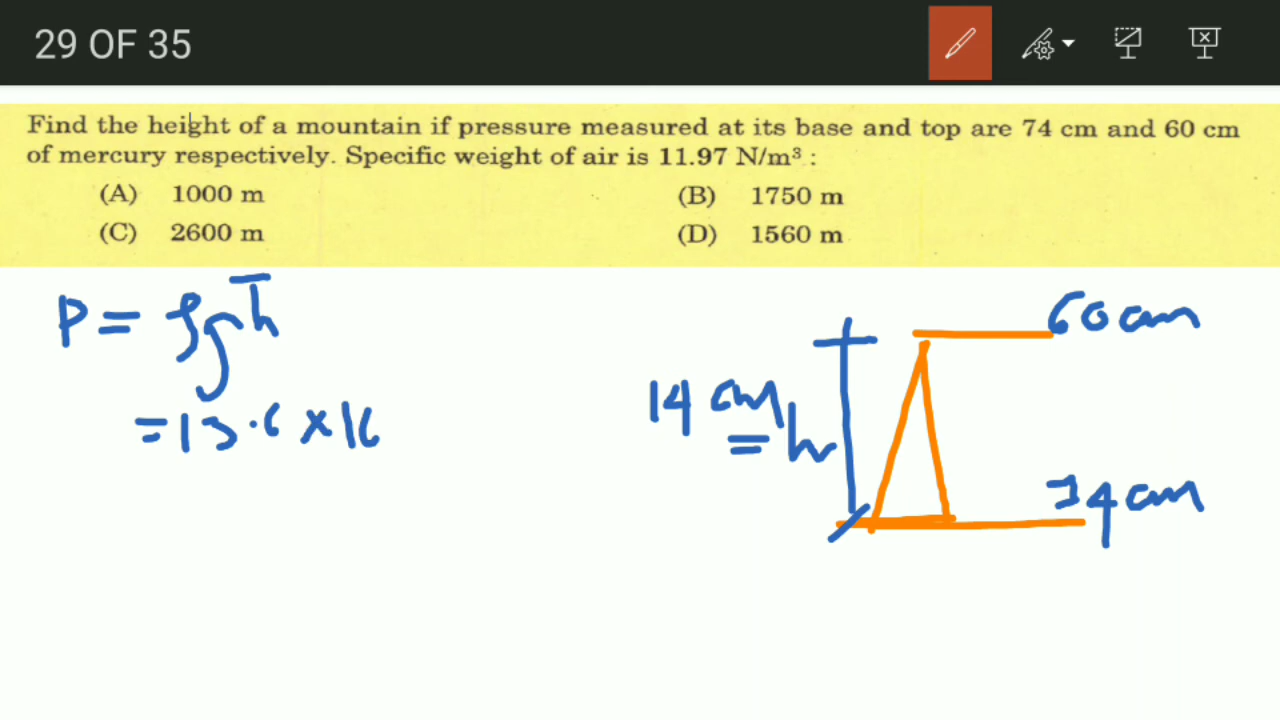 29 OF 35
Find the height of a mountain if pressure measured at its base and top are 74 cm and 60 cm
of mercury respectively. Specific weight of air is 11.97 N/m³ :
(A) 1000 m
(B) 1750 m
(C) 2600 m
(D) 1560 m
P = ρgh
= 13.6 × 16
60 cm
14 cm
= h
74 cm